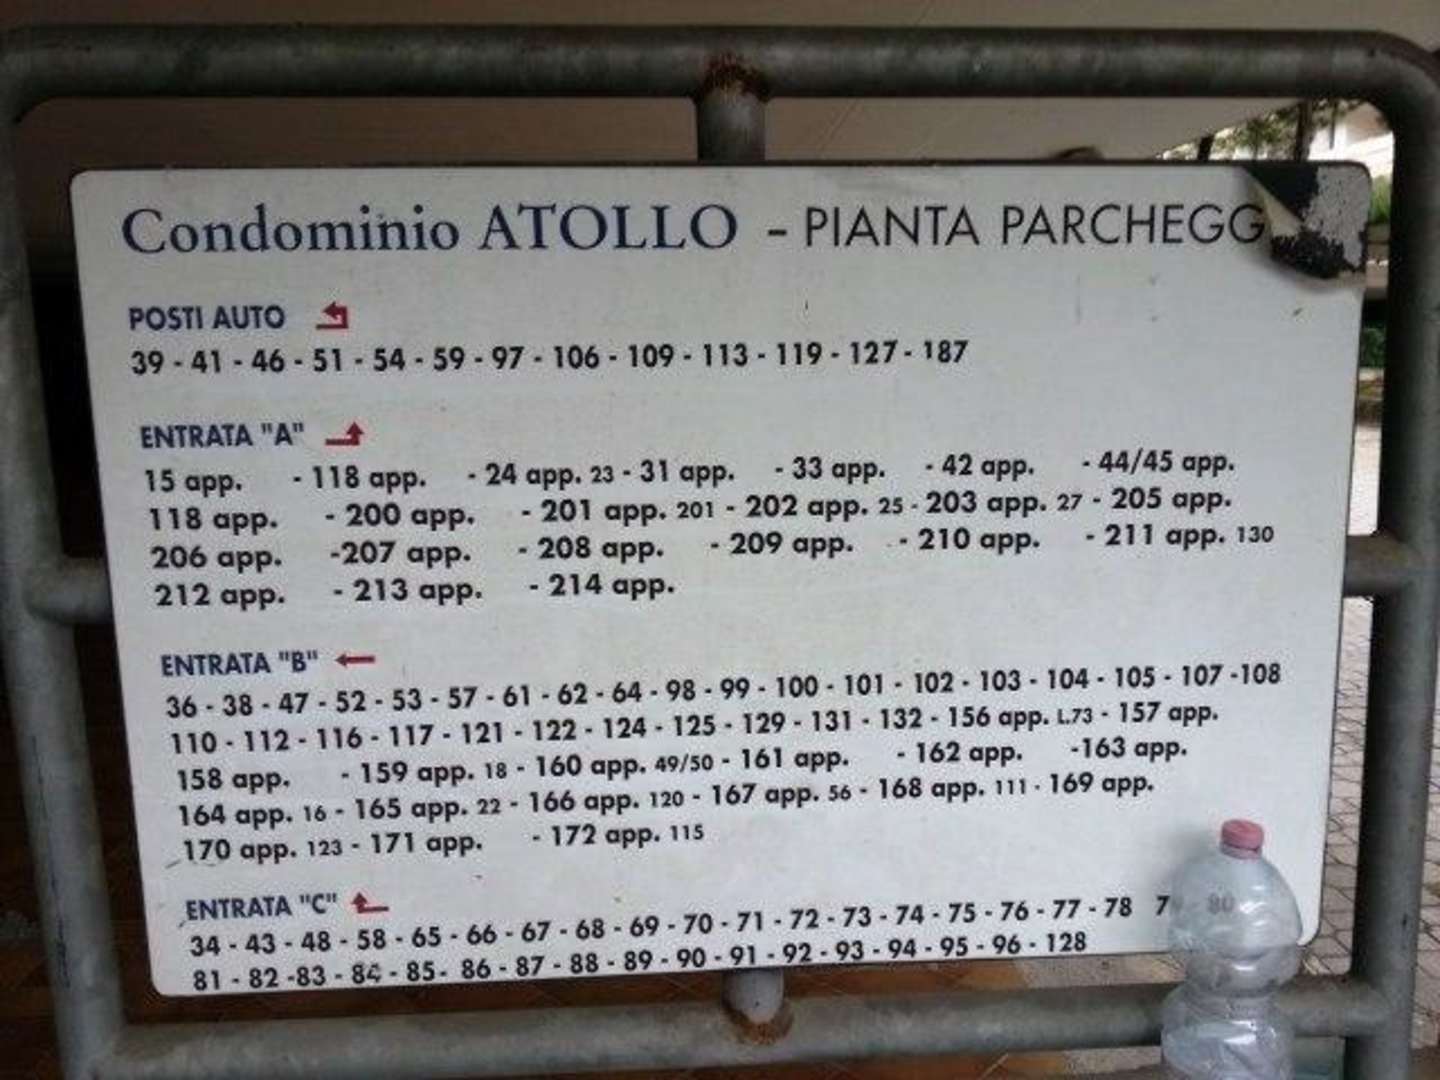 Condominio ATOLLO - PIANTA PARCHEGG
POSTI AUTO
39 - 41 - 46 - 51 - 54 - 59 - 97 - 106 - 109 - 113 - 119 - 127 - 187
ENTRATA "A"
15 app. - 118 app. - 24 app. 23 - 31 app. - 33 app. - 42 app. - 44/45 app.
118 app. - 200 app. - 201 app. 201 - 202 app. 25 - 203 app. 27 - 205 app.
206 app. -207 app. - 208 app. - 209 app. - 210 app. - 211 app. 130
212 app. - 213 app. - 214 app.
ENTRATA "B"
36 - 38 - 47 - 52 - 53 - 57 - 61 - 62 - 64 - 98 - 99 - 100 - 101 - 102 - 103 - 104 - 105 - 107 -108
110 - 112 - 116 - 117 - 121 - 122 - 124 - 125 - 129 - 131 - 132 - 156 app. L.73 - 157 app.
158 app. - 159 app. 18 - 160 app. 49/50 - 161 app. - 162 app. -163 app.
164 app. 16 - 165 app. 22 - 166 app. 120 - 167 app. 56 - 168 app. 111 - 169 app.
170 app. 123 - 171 app. - 172 app. 115
ENTRATA "C"
34 - 43 - 48 - 58 - 65 - 66 - 67 - 68 - 69 - 70 - 71 - 72 - 73 - 74 - 75 - 76 - 77 - 78 79 80
81 - 82 -83 - 84 - 85- 86 - 87 - 88 - 89 - 90 - 91 - 92 - 93 - 94 - 95 - 96 - 128